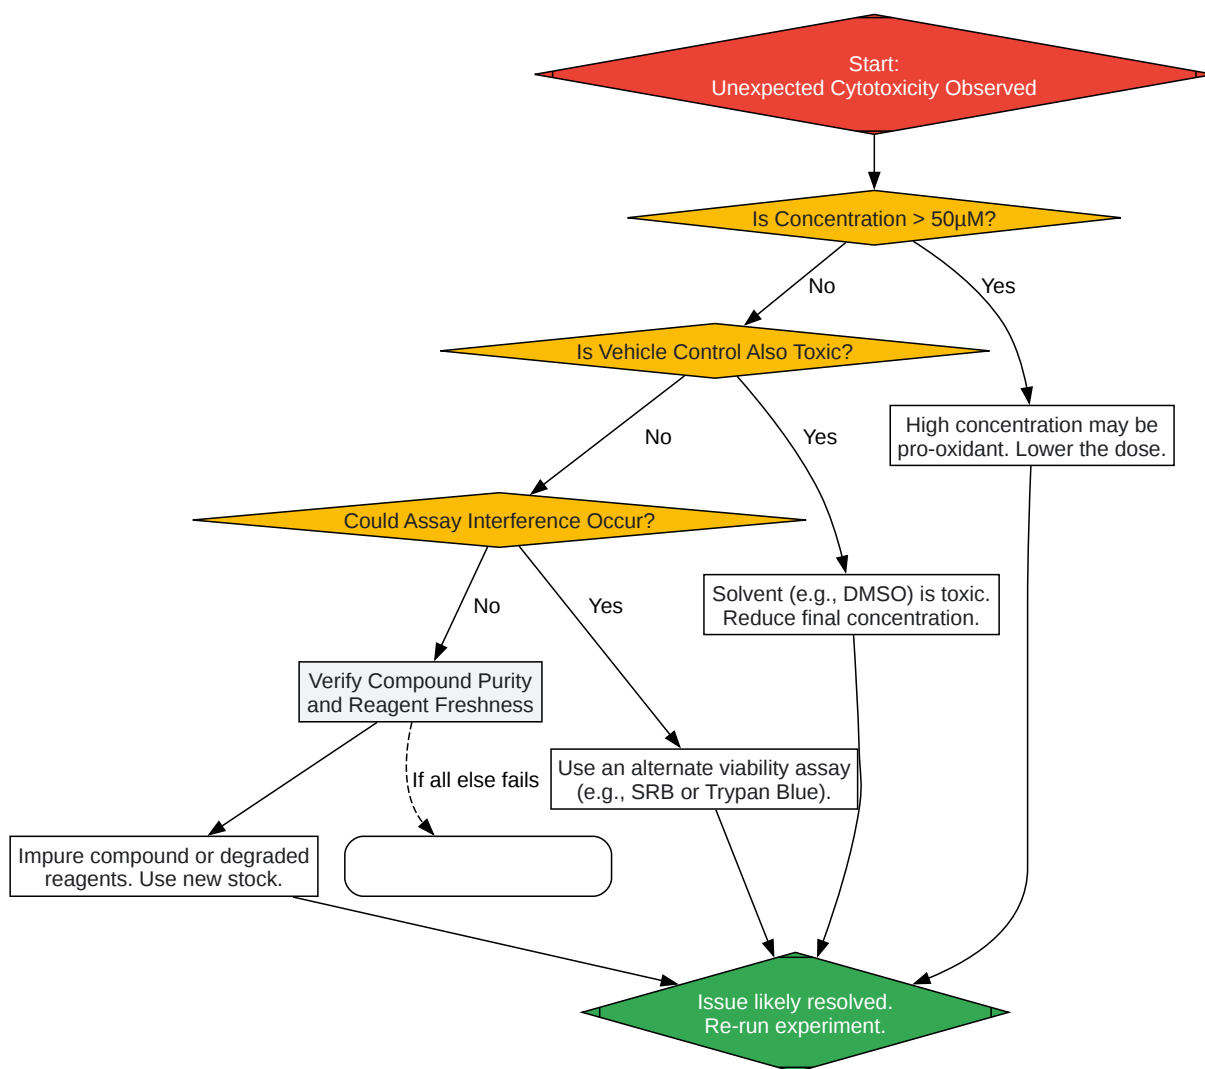 Start:
Unexpected Cytotoxicity Observed
Is Concentration > 50µM?
No
Yes
Is Vehicle Control Also Toxic?
High concentration may be
pro-oxidant. Lower the dose.
No
Yes
Could Assay Interference Occur?
Solvent (e.g., DMSO) is toxic.
Reduce final concentration.
No
Yes
Verify Compound Purity
and Reagent Freshness
If all else fails
Use an alternate viability assay
(e.g., SRB or Trypan Blue).
Impure compound or degraded
reagents. Use new stock.
Issue likely resolved.
Re-run experiment.